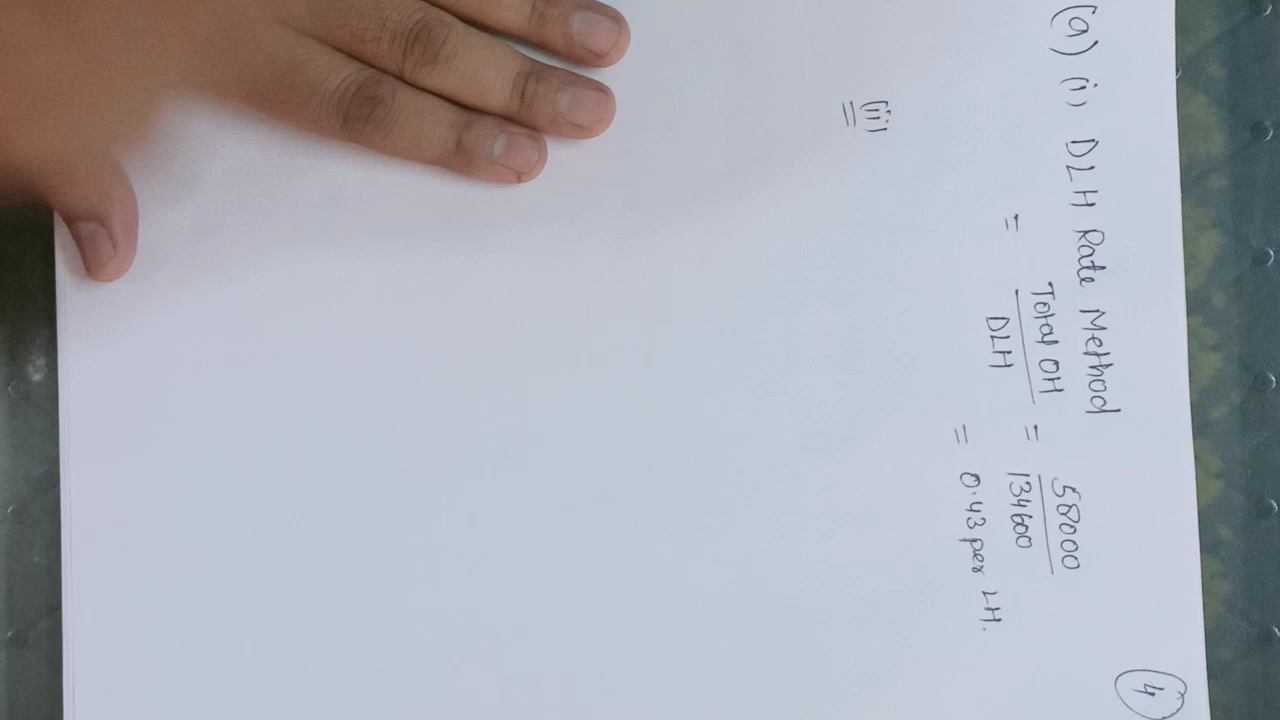 4
(a) (i) DLH Rate Method
= Total OH / DLH = 58000 / 134600
= 0.43 per LH.
(ii)